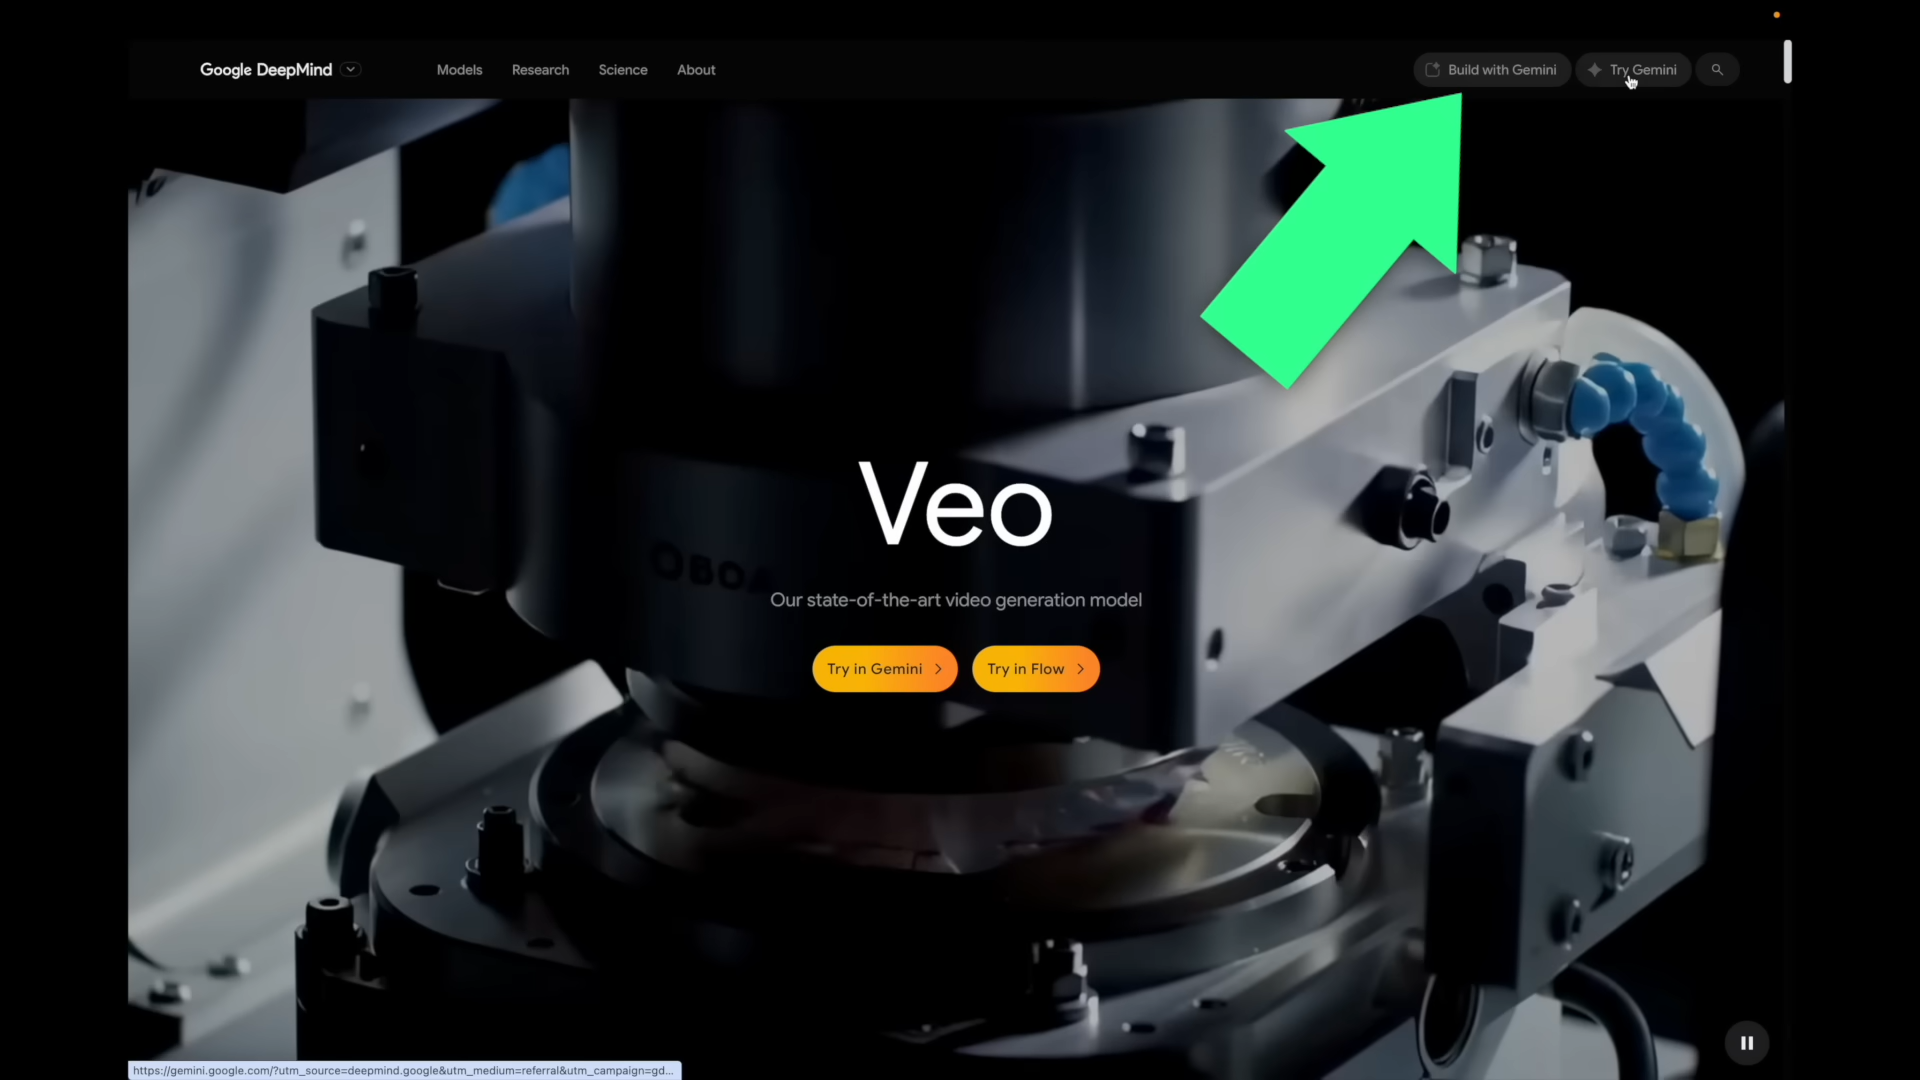 Google DeepMind
Models Research Science About
Build with Gemini
Try Gemini
Veo
Our state-of-the-art video generation model
Try in Gemini
Try in Flow
https://gemini.google.com/?utm_source=deepmind.google&utm_medium=referral&utm_campaign=gd...